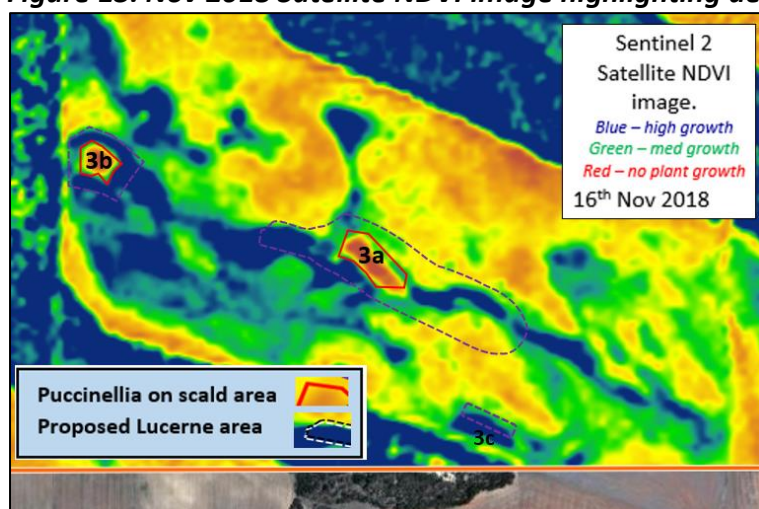 Sentinel 2
Satellite NDVI
image.
Blue – high growth
Green – med growth
Red – no plant growth
16th Nov 2018
3b
3a
Puccinellia on scald area
Proposed Lucerne area
3c